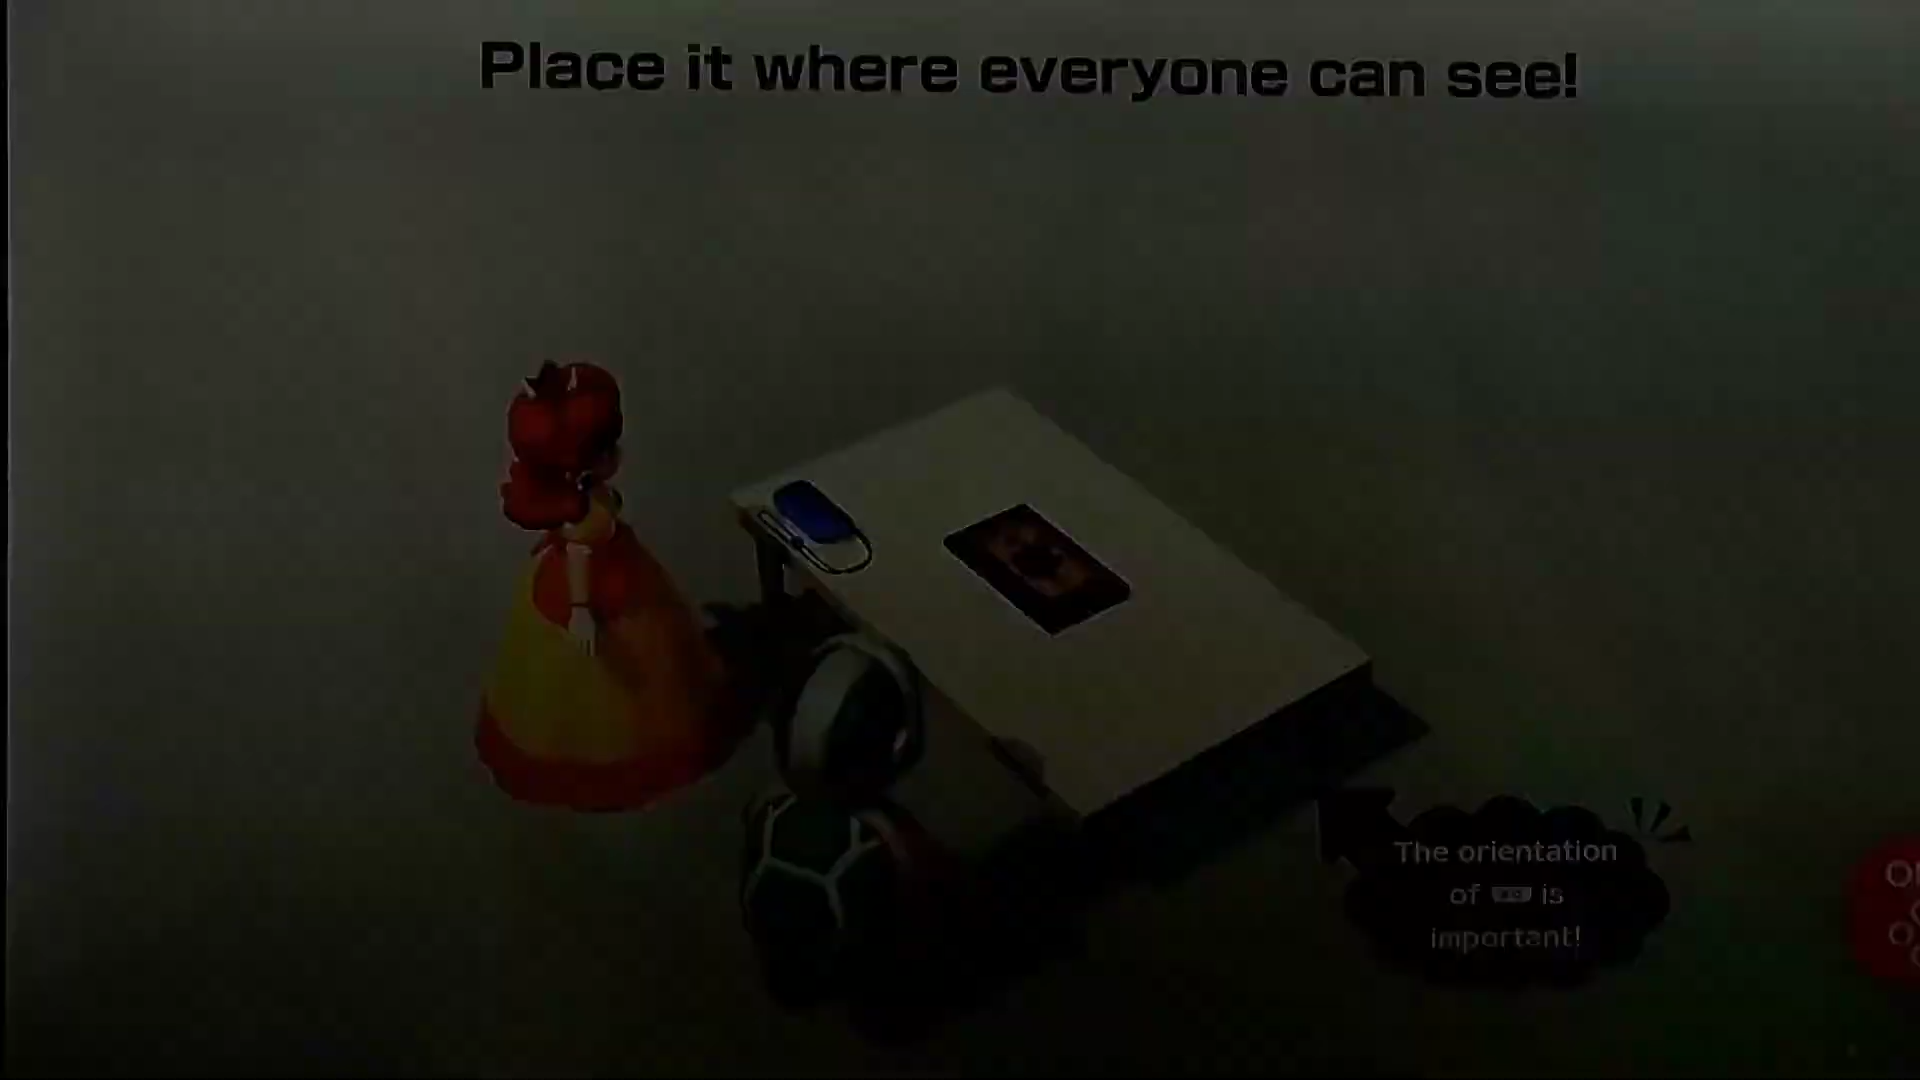 Place it where everyone can see!
The orientation
of is
important!